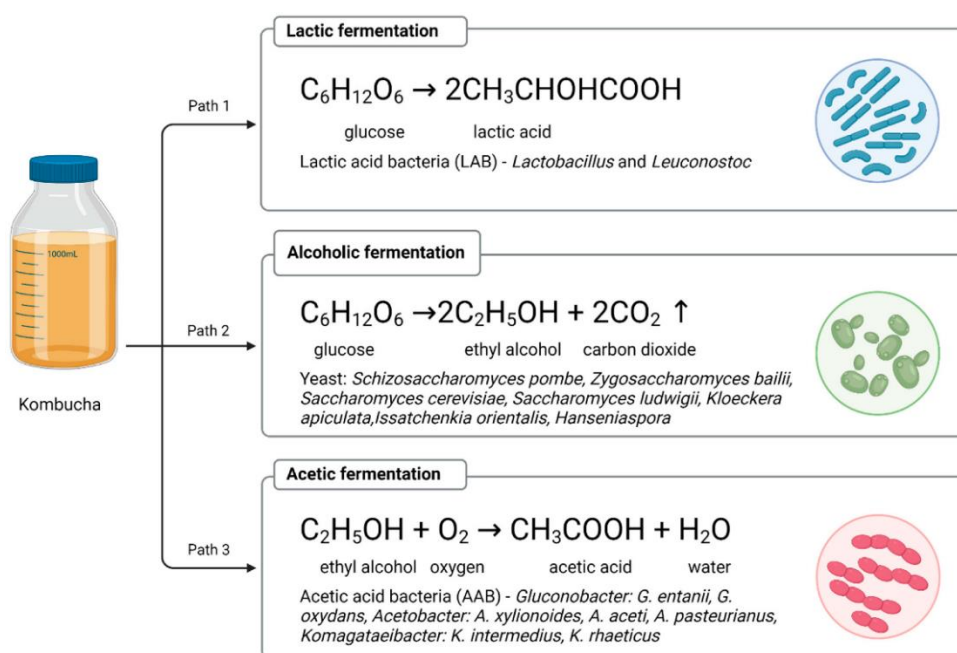 Lactic fermentation
C₆H₁₂O₆ → 2CH₃CHOHCOOH
glucose lactic acid
Lactic acid bacteria (LAB) - Lactobacillus and Leuconostoc
Path 1
1000mL
Kombucha
Alcoholic fermentation
C₆H₁₂O₆ →2C₂H₅OH + 2CO₂ ↑
glucose ethyl alcohol carbon dioxide
Yeast: Schizosaccharomyces pombe, Zygosaccharomyces bailii,
Saccharomyces cerevisiae, Saccharomyces ludwigii, Kloeckera
apiculata,Issatchenkia orientalis, Hanseniaspora
Path 2
Acetic fermentation
C₂H₅OH + O₂ → CH₃COOH + H₂O
ethyl alcohol oxygen acetic acid water
Acetic acid bacteria (AAB) - Gluconobacter: G. entanii, G.
oxydans, Acetobacter: A. xylionoides, A. aceti, A. pasteurianus,
Komagataeibacter: K. intermedius, K. rhaeticus
Path 3